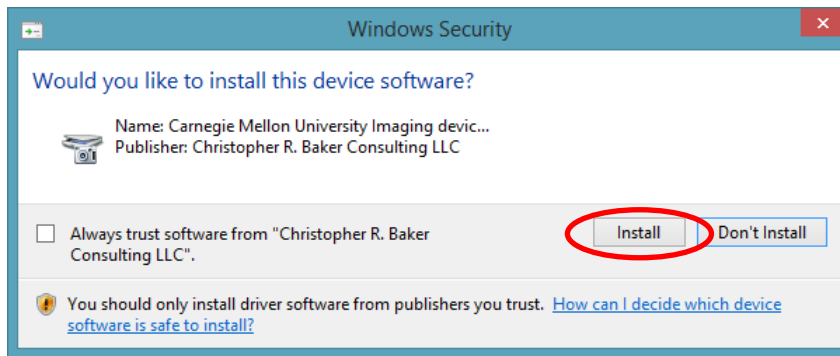 Windows Security
Would you like to install this device software?
Name: Carnegie Mellon University Imaging devic...
Publisher: Christopher R. Baker Consulting LLC
Always trust software from "Christopher R. Baker
Consulting LLC".
Install
Don't Install
You should only install driver software from publishers you trust. How can I decide which device
software is safe to install?